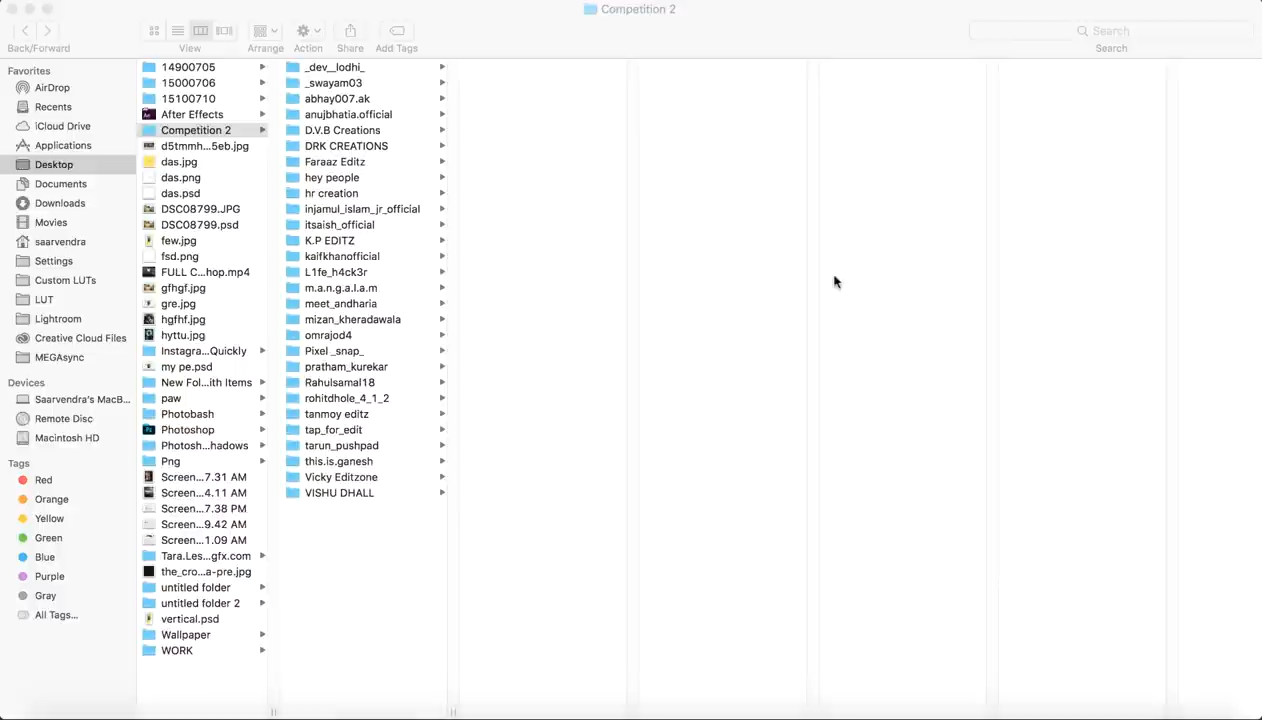 Competition 2
Back/Forward
View
Arrange
Action
Share
Add Tags
Search
Search
Favorites
AirDrop
Recents
iCloud Drive
Applications
Desktop
Documents
Downloads
Movies
saarvendra
Settings
Custom LUTs
LUT
Lightroom
Creative Cloud Files
MEGAsync
Devices
Saarvendra's MacB...
Remote Disc
Macintosh HD
Tags
Red
Orange
Yellow
Green
Blue
Purple
Gray
All Tags...
14900705
15000706
15100710
After Effects
Competition 2
d5tmmh...5eb.jpg
das.jpg
das.png
das.psd
DSC08799.JPG
DSC08799.psd
few.jpg
fsd.png
FULL C...hop.mp4
gfhgf.jpg
gre.jpg
hgfhf.jpg
hyttu.jpg
Instagra...Quickly
my pe.psd
New Fol...ith Items
paw
Photobash
Photoshop
Photosh...hadows
Png
Screen...7.31 AM
Screen...4.11 AM
Screen...7.38 PM
Screen...9.42 AM
Screen...1.09 AM
Tara.Les...gfx.com
the_cro...a-pre.jpg
untitled folder
untitled folder 2
vertical.psd
Wallpaper
WORK
_dev__lodhi_
_swayam03
abhay007.ak
anujbhatia.official
D.V.B Creations
DRK CREATIONS
Faraaz Editz
hey people
hr creation
injamul_islam_jr_official
itsaish_official
K.P EDITZ
kaifkhanofficial
L1fe_h4ck3r
m.a.n.g.a.l.a.m
meet_andharia
mizan_kheradawala
omrajod4
Pixel _snap_
pratham_kurekar
Rahulsamal18
rohitdhole_4_1_2
tanmoy editz
tap_for_edit
tarun_pushpad
this.is.ganesh
Vicky Editzone
VISHU DHALL